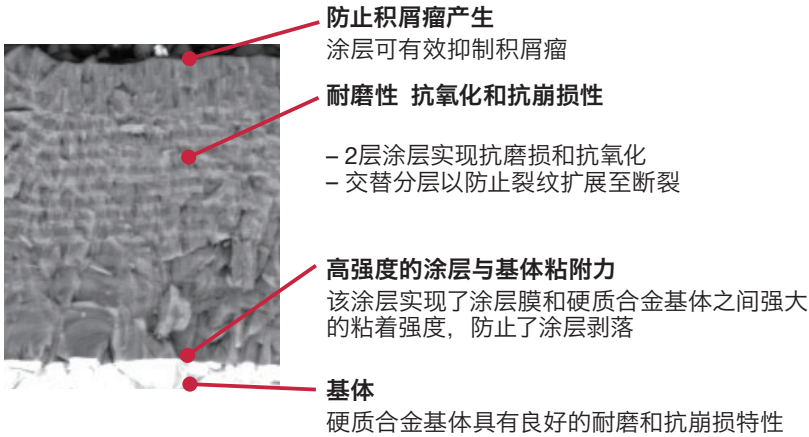 防止积屑瘤产生
涂层可有效抑制积屑瘤
耐磨性 抗氧化和抗崩损性
– 2层涂层实现抗磨损和抗氧化
– 交替分层以防止裂纹扩展至断裂
高强度的涂层与基体粘附力
该涂层实现了涂层膜和硬质合金基体之间强大
的粘着强度，防止了涂层剥落
基体
硬质合金基体具有良好的耐磨和抗崩损特性